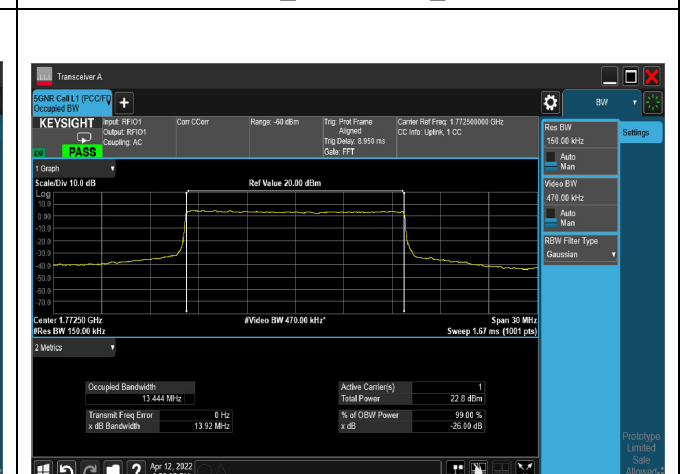 Transceiver A
5GNR Call L1 (PCC/FD
Occupied BW
KEYSIGHT
PASS
Input: RFIO1
Output: RFIO1
Coupling: AC
Corr CCorr
Range: -60 dBm
Trig: Prot Frame
Aligned
Trig Delay: 8.950 ms
Gate: FFT
Carrier Ref Freq: 1.772500000 GHz
CC Info: Uplink, 1 CC
BW
Settings
Res BW
150.00 kHz
Auto
Man
Video BW
470.00 kHz
Auto
Man
RBW Filter Type
Gaussian
1 Graph
Scale/Div 10.0 dB
Ref Value 20.00 dBm
Log
10.0
0.00
-10.0
-20.0
-30.0
-40.0
-50.0
-60.0
-70.0
Center 1.77250 GHz
#Video BW 470.00 kHz*
Span 30 MHz
#Res BW 150.00 kHz
Sweep 1.67 ms (1001 pts)
2 Metrics
Occupied Bandwidth
13.444 MHz
Transmit Freq Error 0 Hz
x dB Bandwidth 13.92 MHz
Active Carrier(s) 1
Total Power 22.8 dBm
% of OBW Power 99.00 %
x dB -26.00 dB
Prototype
Limited
Sale
Allowed
Apr 12, 2022